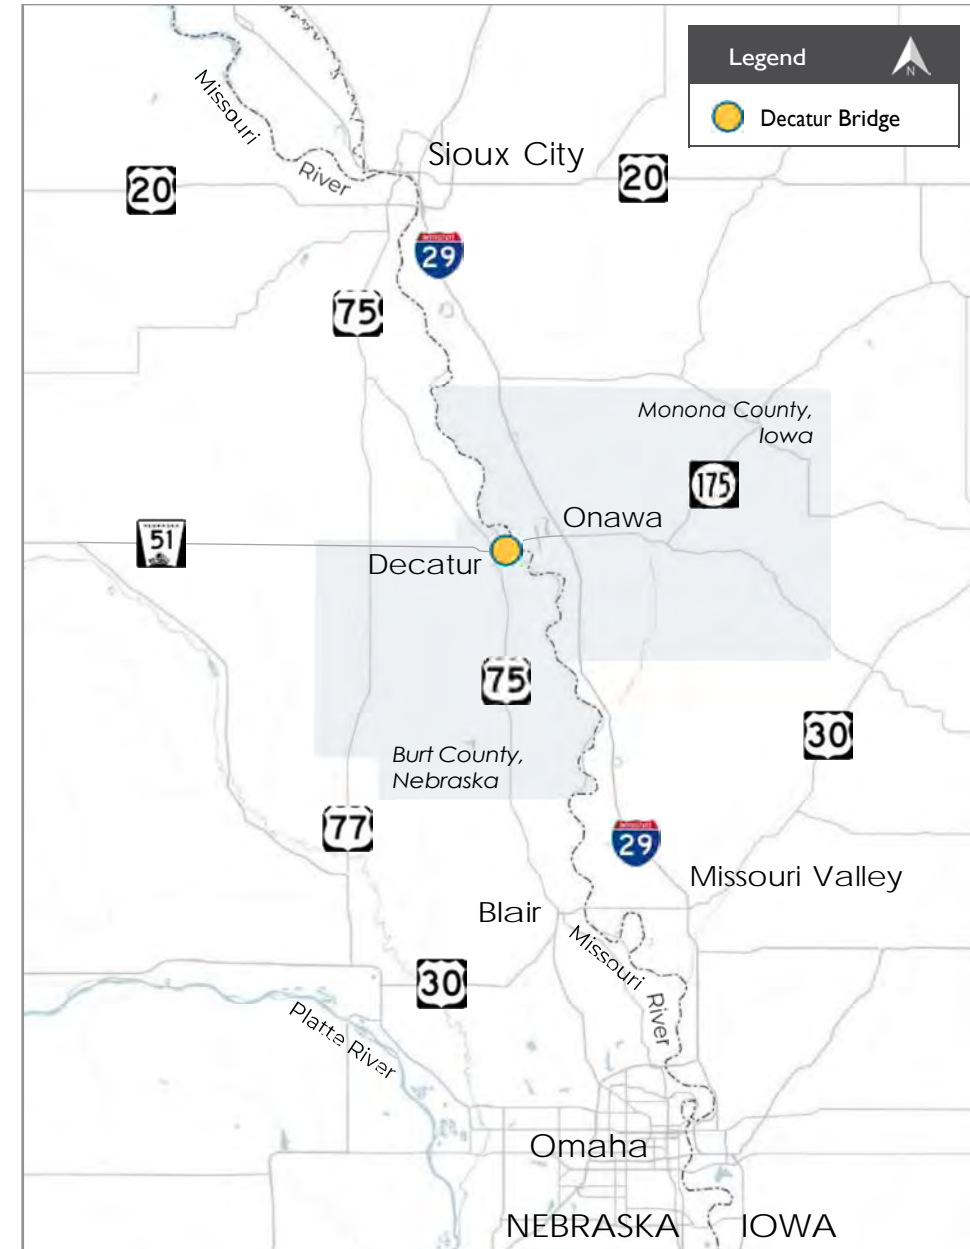 Legend
N
Decatur Bridge
Missouri
River
Sioux City
20
20
29
75
Monona County,
Iowa
175
Onawa
NEBRASKA
51
Decatur
75
30
Burt County,
Nebraska
77
29
Missouri Valley
Blair
Missouri
River
30
Platte River
Omaha
NEBRASKA
IOWA